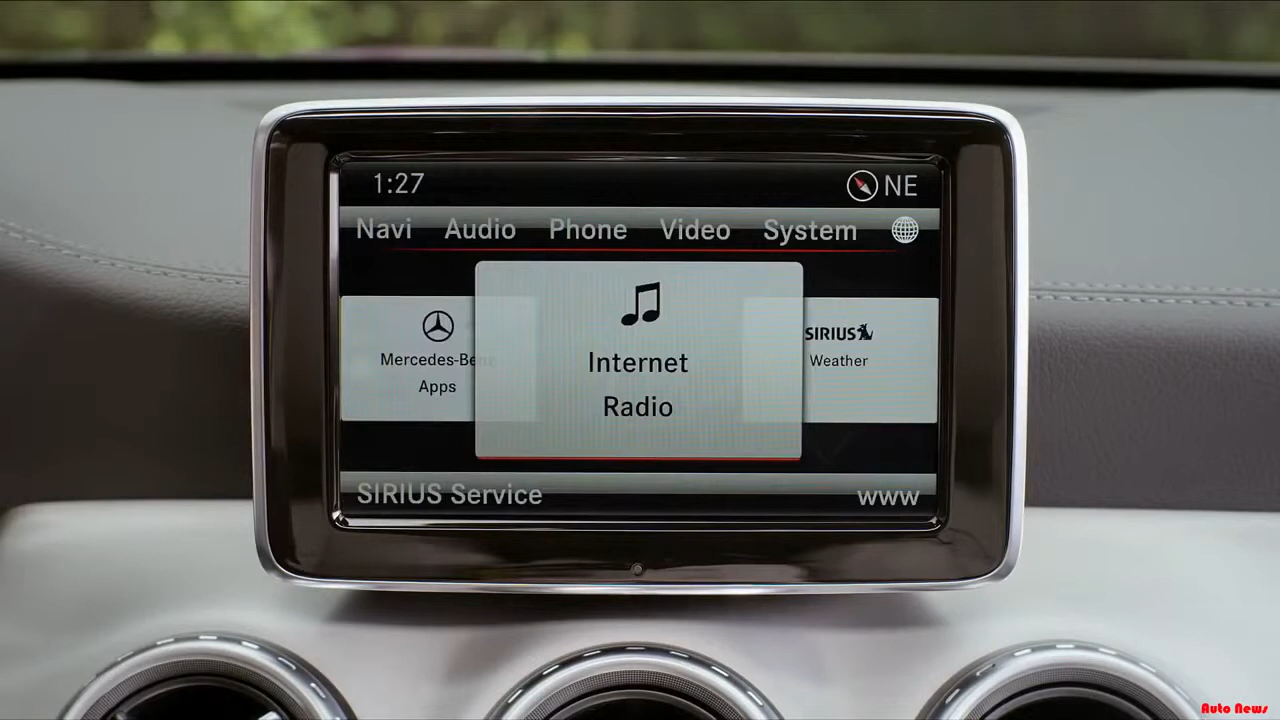 1:27
NE
Navi Audio Phone Video System
Mercedes-Benz
Apps
Internet
Radio
SIRIUS
Weather
SIRIUS Service
www
Auto News